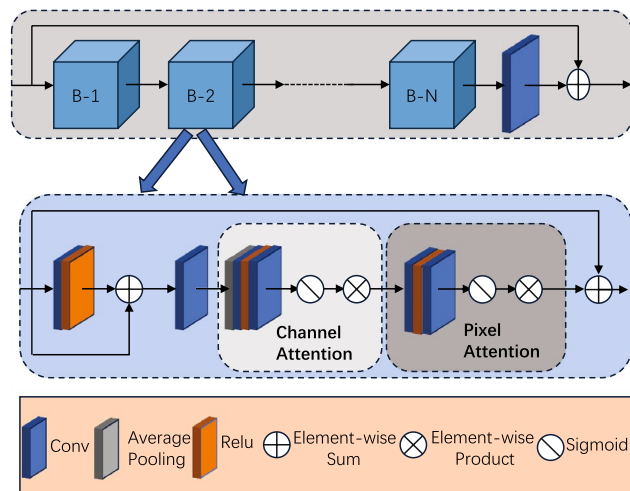 B-1
B-2
B-N
Channel
Attention
Pixel
Attention
Conv
Average
Pooling
Relu
Element-wise
Sum
Element-wise
Product
Sigmoid